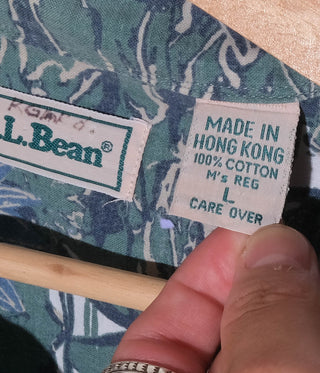 L.L.Bean®
MADE IN
HONG KONG
100% COTTON
M's REG
L
CARE OVER